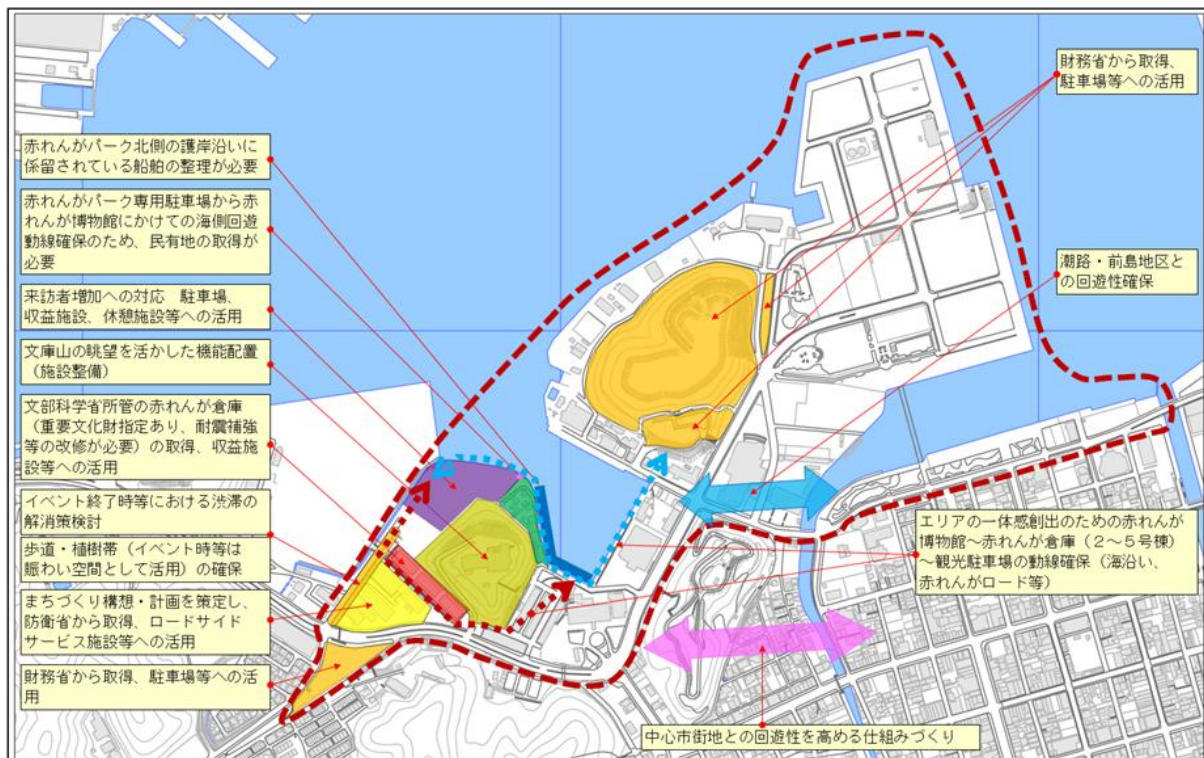 財務省から取得、
駐車場等への活用
赤れんがパーク北側の護岸沿いに
係留されている船舶の整理が必要
赤れんがパーク専用駐車場から赤
れんが博物館にかけての海側回遊
動線確保のため、民有地の取得が
必要
潮路・前島地区と
の回遊性確保
来訪者増加への対応 駐車場、
収益施設、休憩施設等への活用
文庫山の眺望を活かした機能配置
(施設整備)
文部科学省所管の赤れんが倉庫
(重要文化財指定あり、耐震補強
等の改修が必要)の取得、収益施
設等への活用
イベント終了時等における渋滞の
解消策検討
歩道・植樹帯(イベント時等は
賑わい空間として活用)の確保
まちづくり構想・計画を策定し、
防衛省から取得、ロードサイド
サービス施設等への活用
財務省から取得、駐車場等への活
用
エリアの一体感創出のための赤れんが
博物館～赤れんが倉庫(2～5号棟)
～観光駐車場の動線確保(海沿い、
赤れんがロード等)
中心市街地との回遊性を高める仕組みづくり